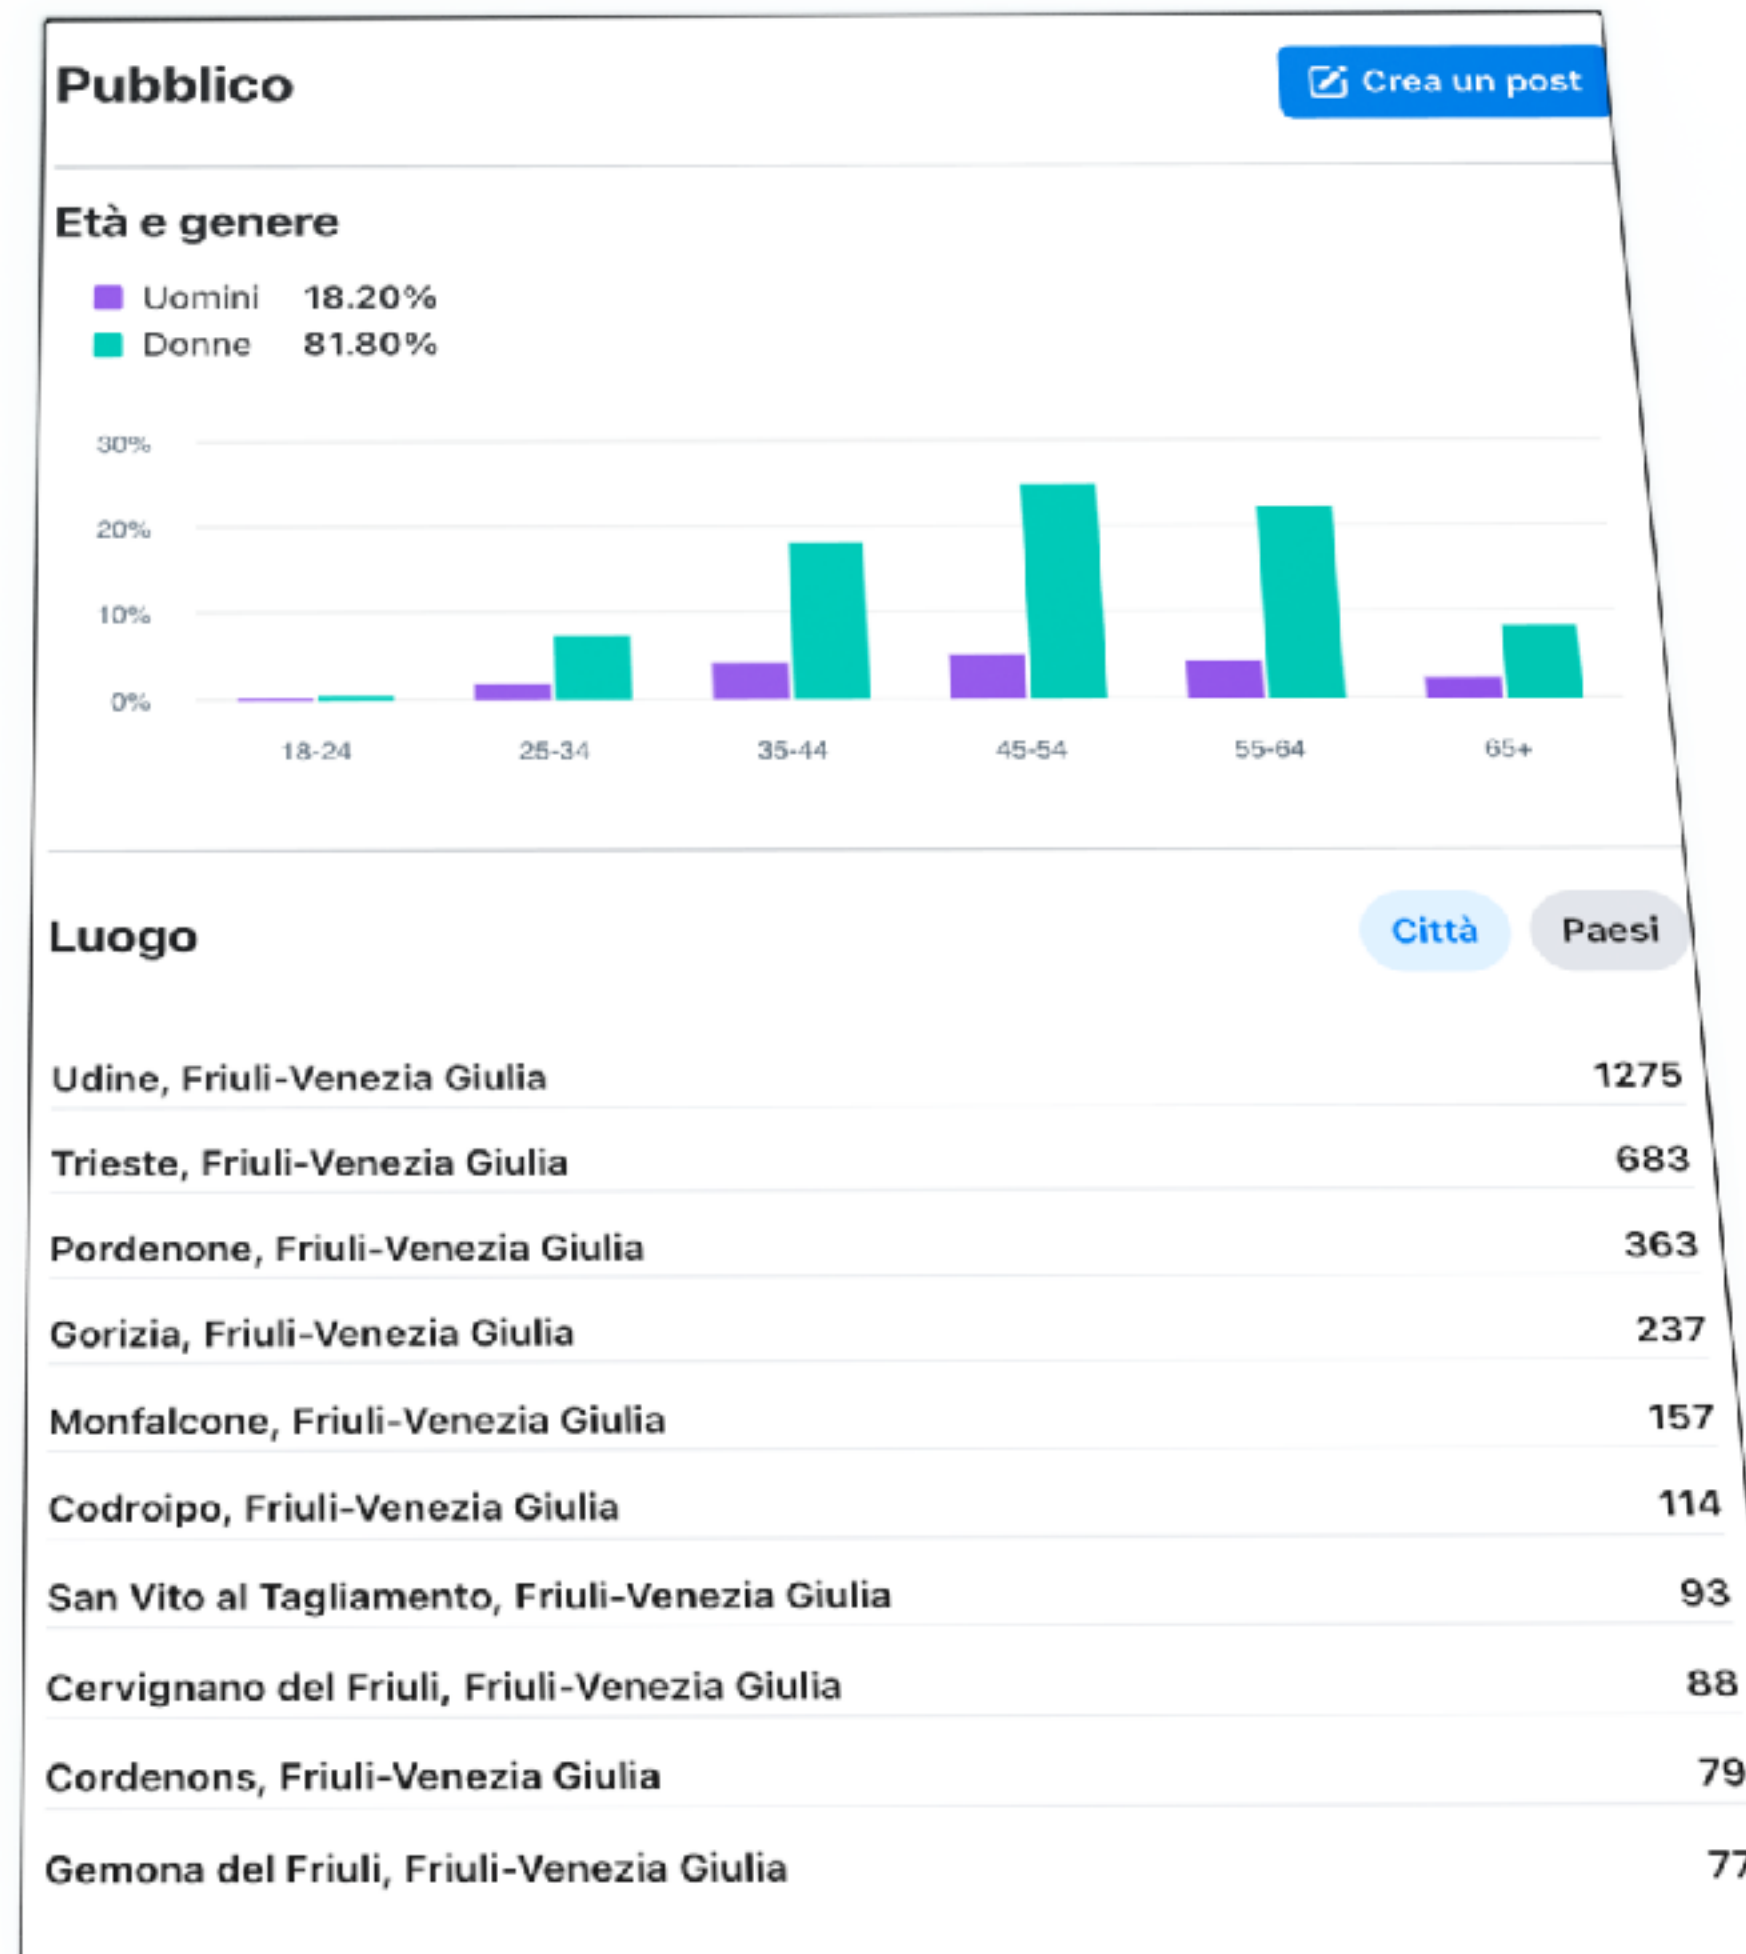 Pubblico
Crea un post
Età e genere
Uomini 18.20%
Donne 81.80%
30%
20%
10%
0%
18-24 25-34 35-44 45-54 55-64 65+
Luogo
Città Paesi
Udine, Friuli-Venezia Giulia 1275
Trieste, Friuli-Venezia Giulia 683
Pordenone, Friuli-Venezia Giulia 363
Gorizia, Friuli-Venezia Giulia 237
Monfalcone, Friuli-Venezia Giulia 157
Codroipo, Friuli-Venezia Giulia 114
San Vito al Tagliamento, Friuli-Venezia Giulia 93
Cervignano del Friuli, Friuli-Venezia Giulia 88
Cordenons, Friuli-Venezia Giulia 79
Gemona del Friuli, Friuli-Venezia Giulia 77